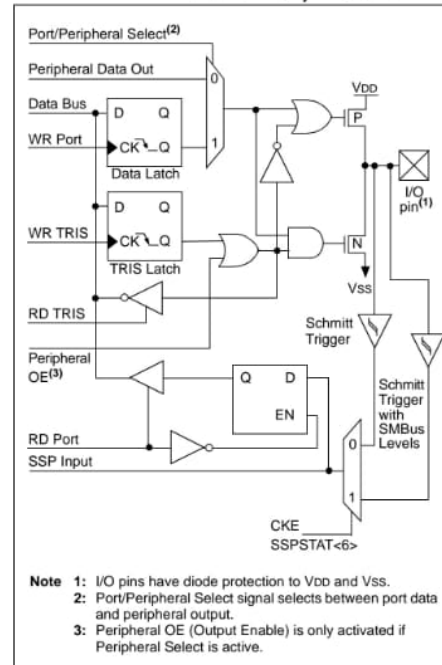 Port/Peripheral Select(2)
Peripheral Data Out
0
VDD
Data Bus
D Q
P
WR Port
CK Q
1
Data Latch
I/O
pin(1)
D Q
WR TRIS
CK Q
N
TRIS Latch
VSS
RD TRIS
Schmitt
Trigger
Peripheral
OE(3)
Q D
Schmitt
Trigger
with
SMBus
Levels
EN
0
RD Port
SSP Input
1
CKE
SSPSTAT<6>
Note 1: I/O pins have diode protection to VDD and VSS.
2: Port/Peripheral Select signal selects between port data
and peripheral output.
3: Peripheral OE (Output Enable) is only activated if
Peripheral Select is active.